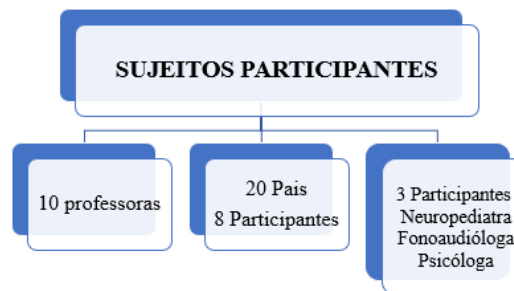 SUJEITOS PARTICIPANTES
10 professoras
20 Pais
8 Participantes
3 Participantes
Neuropediatra
Fonoaudióloga
Psicóloga